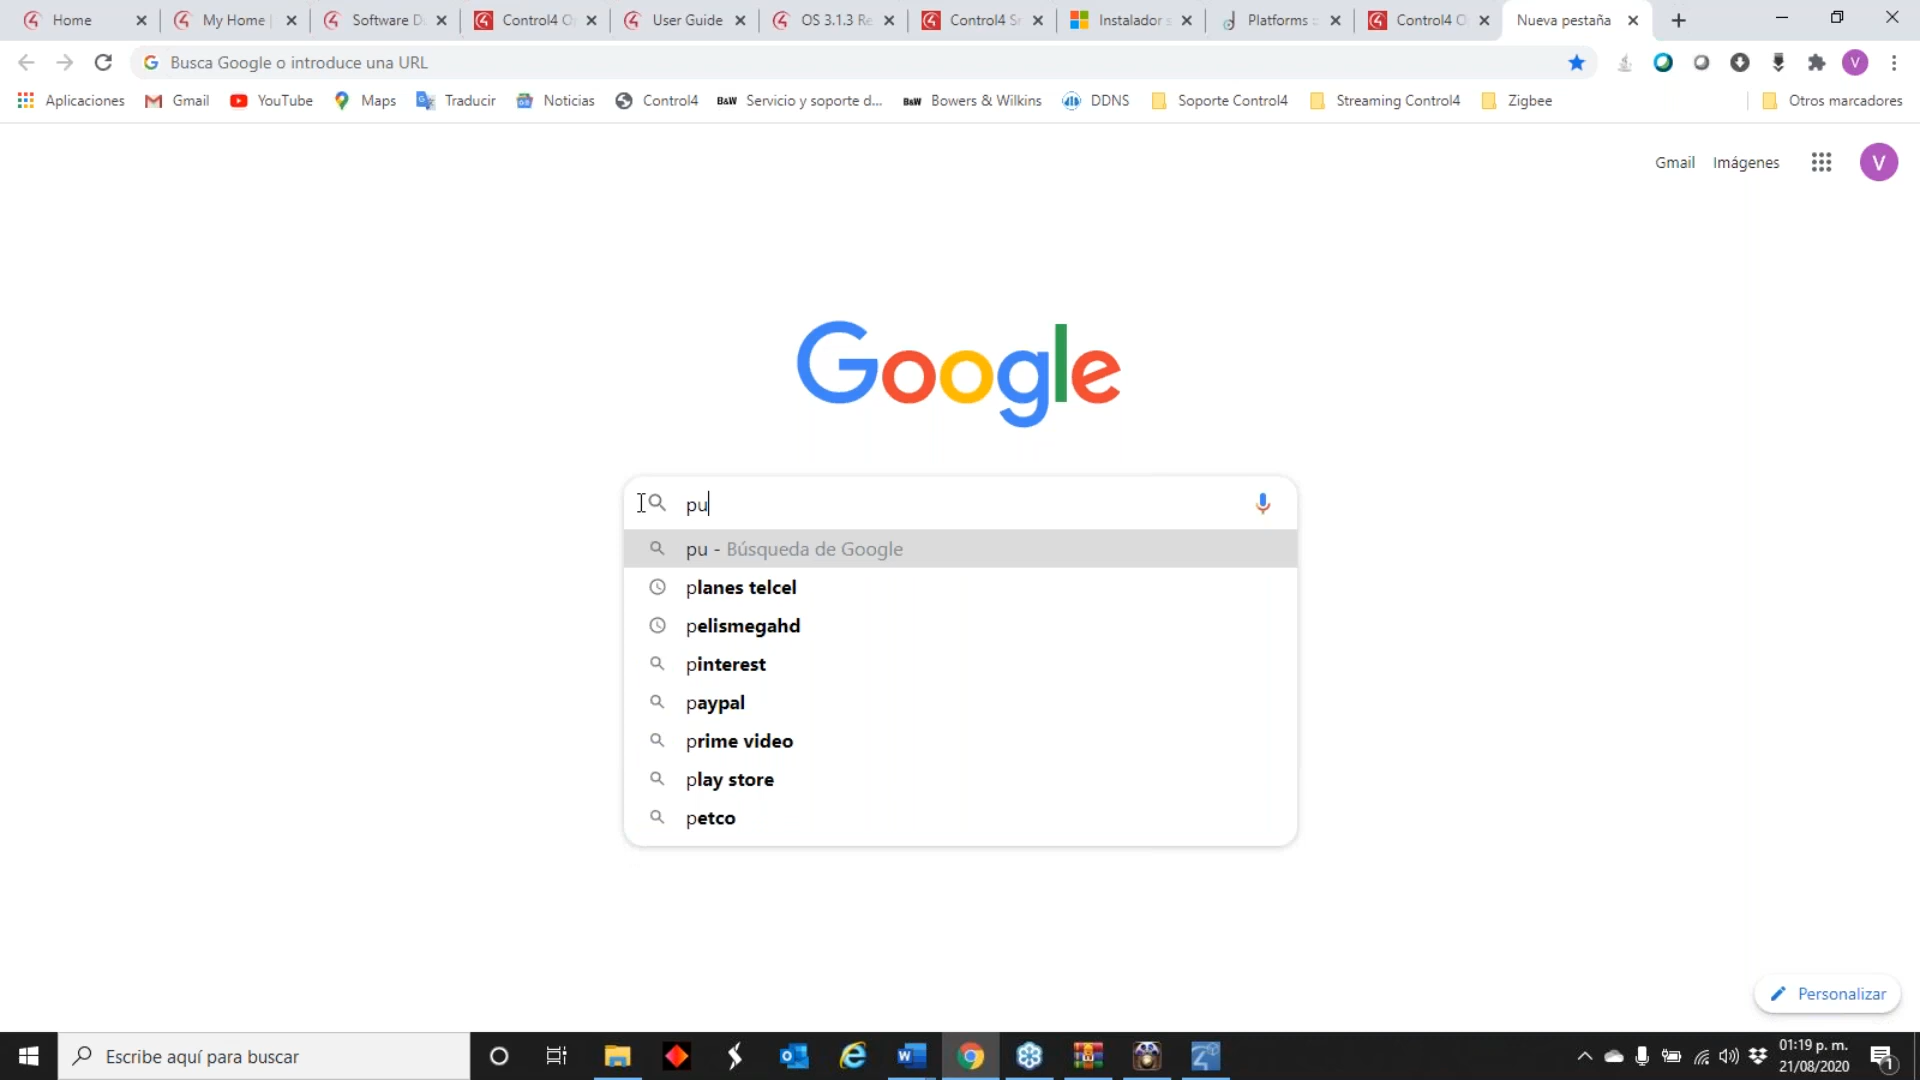 Home
My Home
Software D
Control4 O
User Guide
OS 3.1.3 Re
Control4 Sr
Instalador s
Platforms
Control4 O
Nueva pestaña
Busca Google o introduce una URL
V
Aplicaciones
Gmail
YouTube
Maps
Traducir
Noticias
Control4
B&W Servicio y soporte d...
B&W Bowers & Wilkins
DDNS
Soporte Control4
Streaming Control4
Zigbee
Otros marcadores
Gmail
Imágenes
V
Google
pu
pu - Búsqueda de Google
planes telcel
pelismegahd
pinterest
paypal
prime video
play store
petco
Personalizar
Escribe aquí para buscar
01:19 p. m.
21/08/2020
1